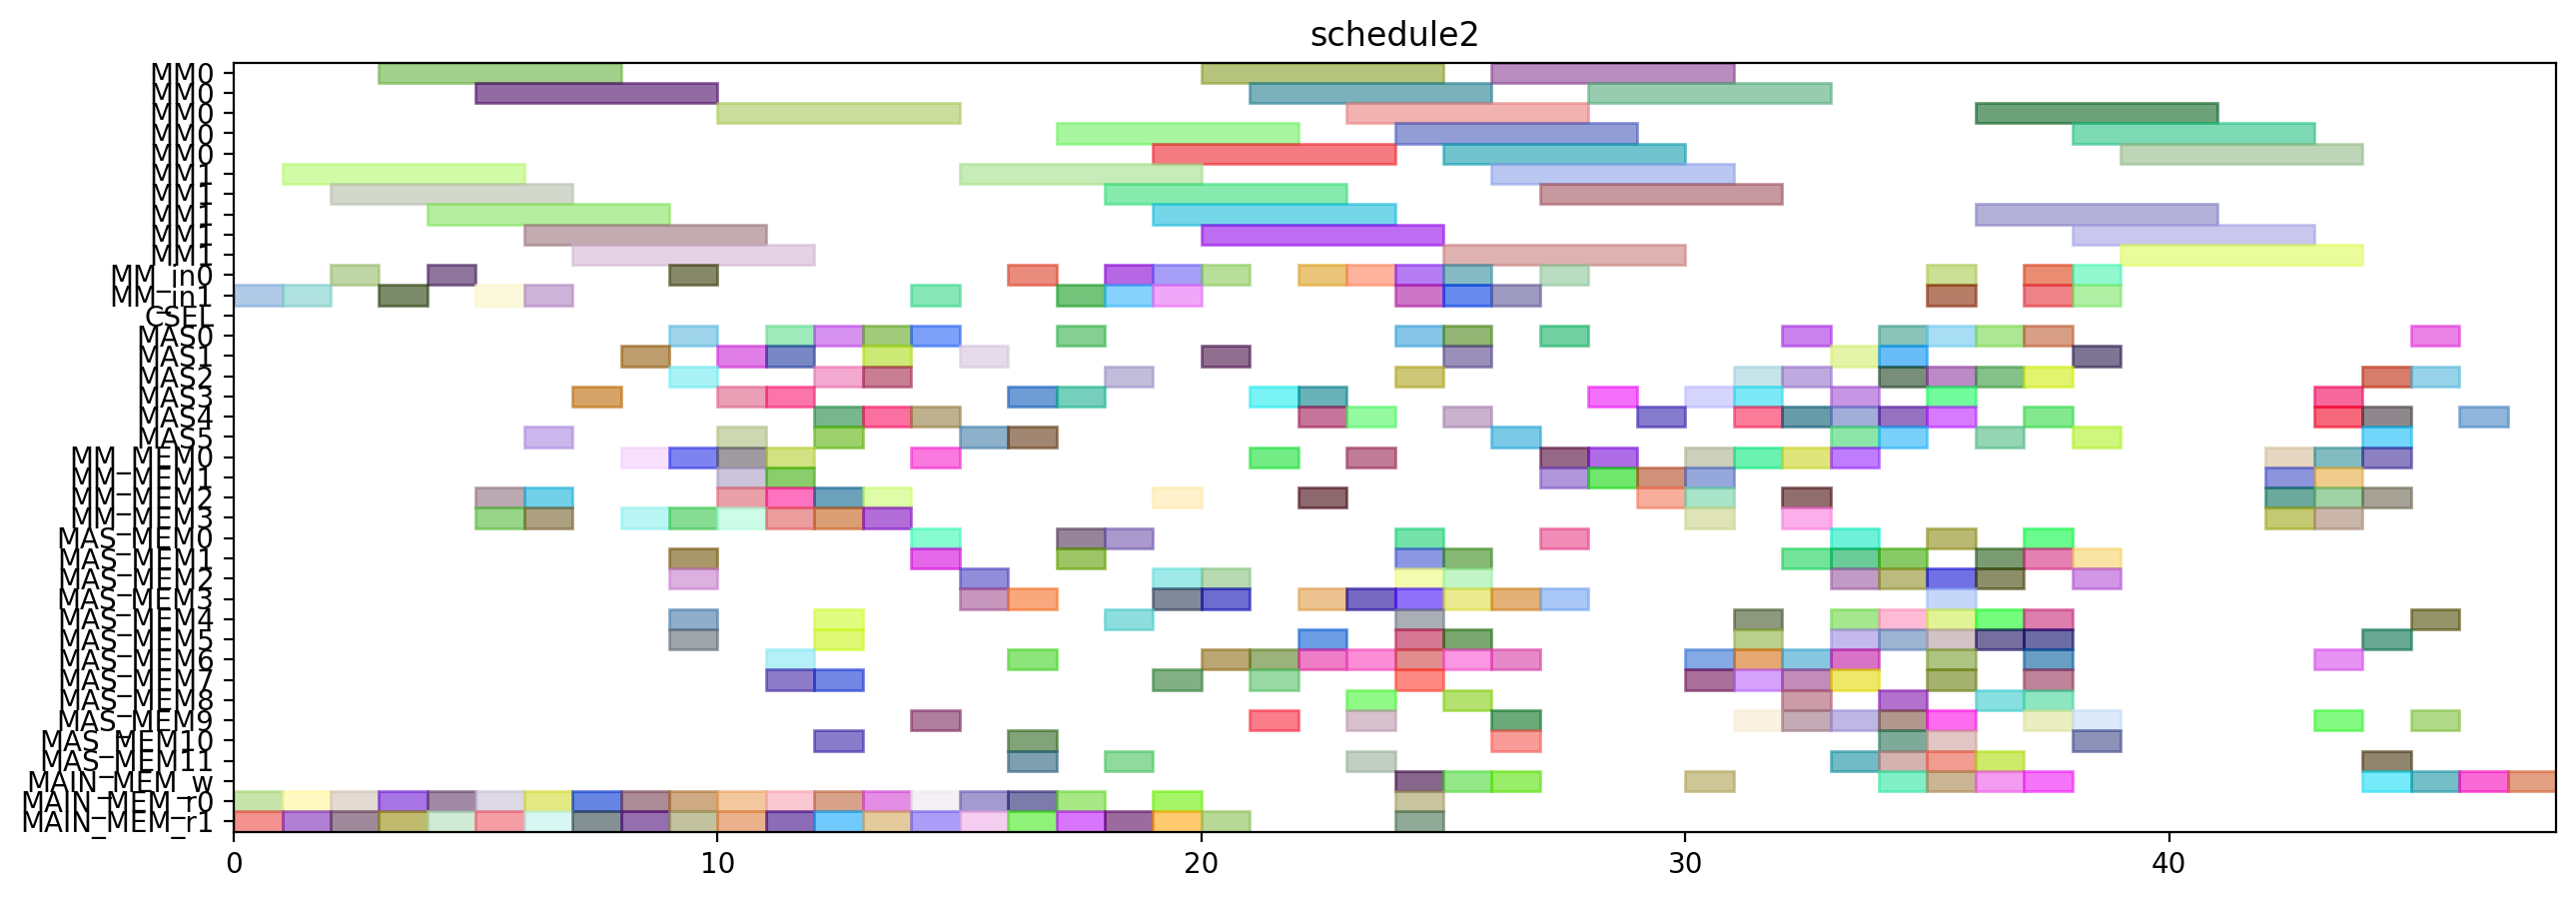 schedule2
MM0
MM0
MM0
MM0
MM0
MM1
MM1
MM1
MM1
MM1
MM_in0
MM_in1
CSEL
MAS0
MAS1
MAS2
MAS3
MAS4
MAS5
MM_MEM0
MM_MEM1
MM_MEM2
MM_MEM3
MAS_MEM0
MAS_MEM1
MAS_MEM2
MAS_MEM3
MAS_MEM4
MAS_MEM5
MAS_MEM6
MAS_MEM7
MAS_MEM8
MAS_MEM9
MAS_MEM10
MAS_MEM11
MAIN_MEM_w
MAIN_MEM_r0
MAIN_MEM_r1
0 10 20 30 40